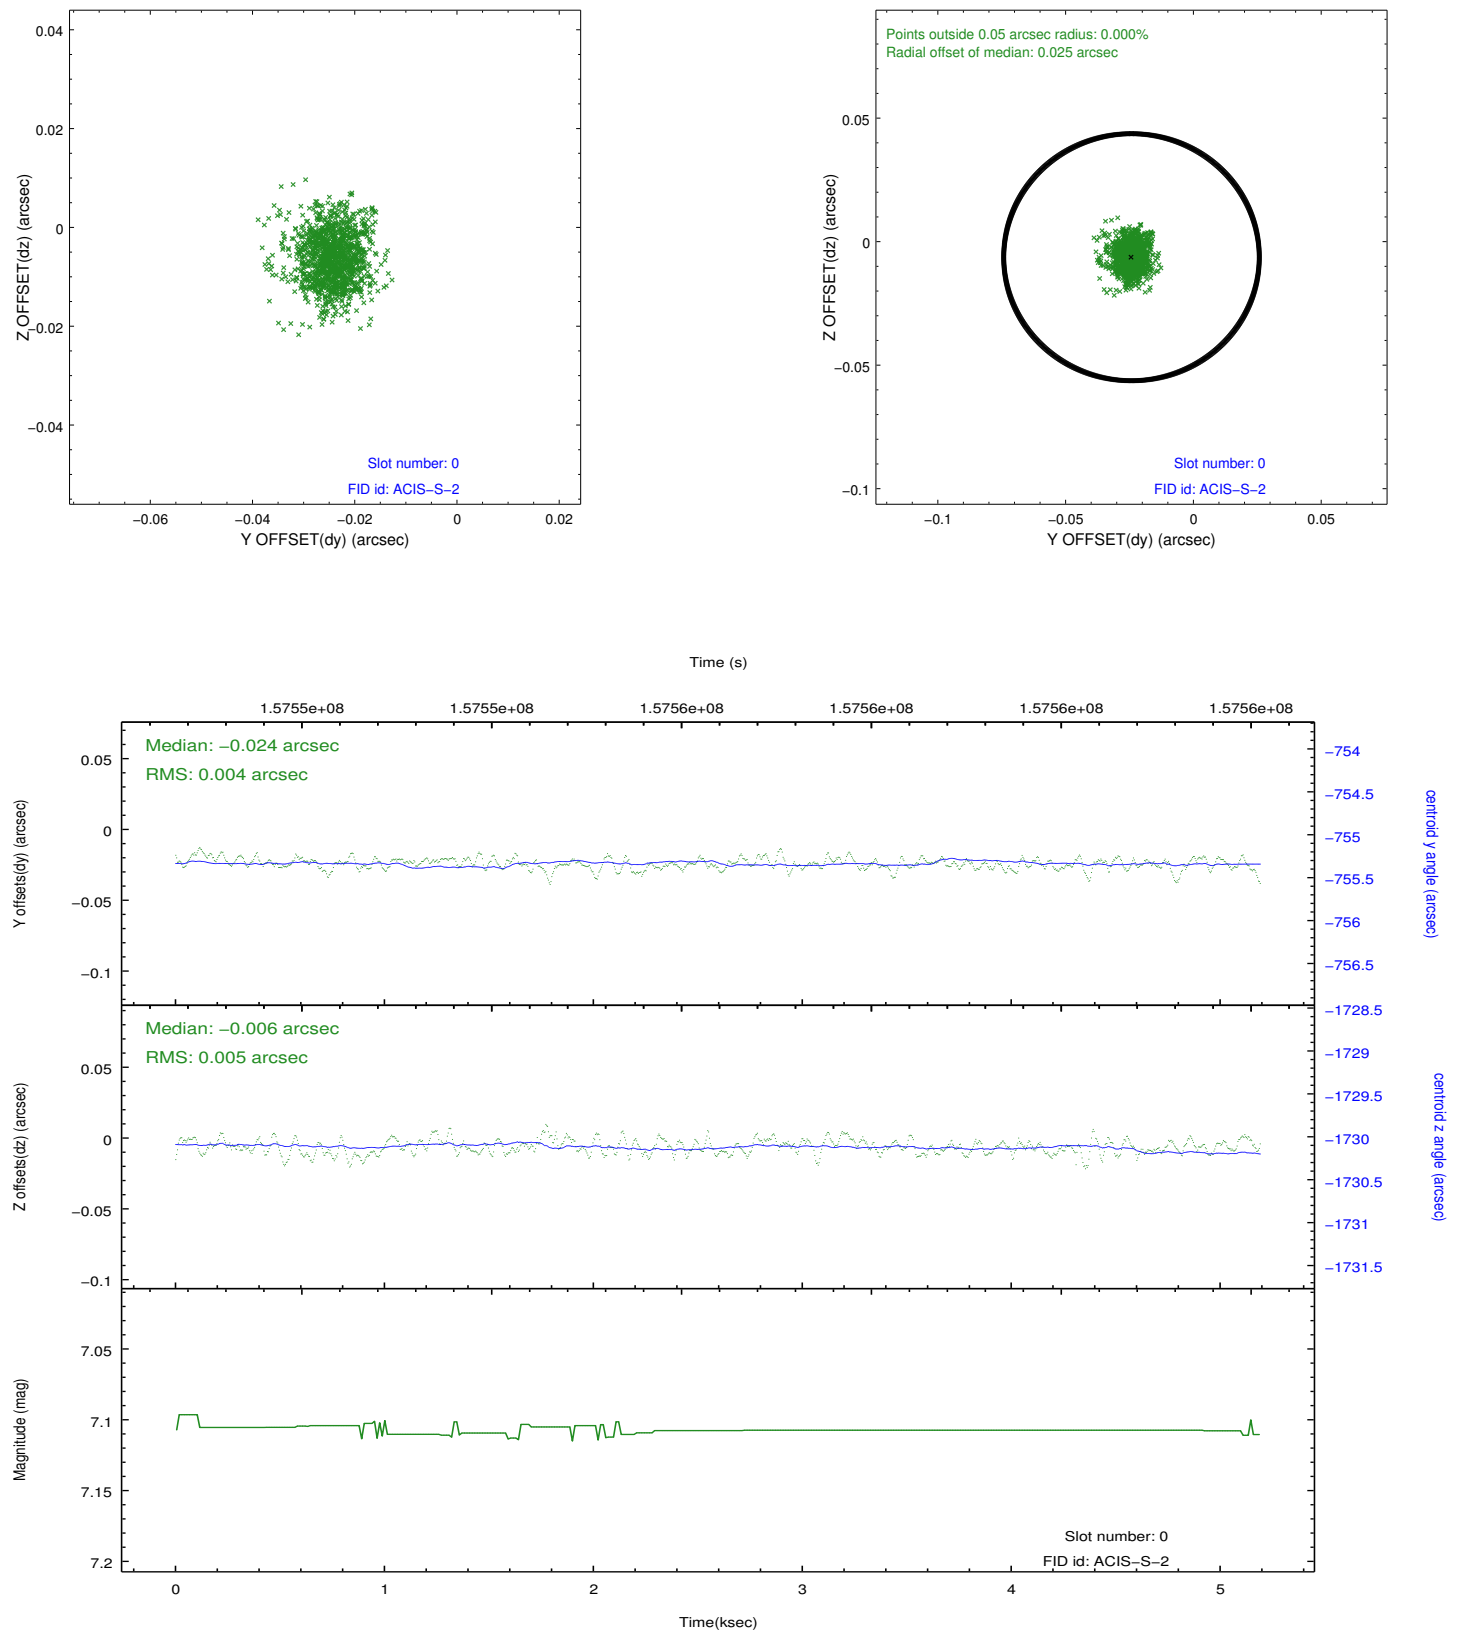 0.04
0.02
0
−0.02
−0.04
Z OFFSET(dz) (arcsec)
Slot number: 0
FID id: ACIS−S−2
−0.06
−0.04
−0.02
0
0.02
Y OFFSET(dy) (arcsec)
Points outside 0.05 arcsec radius: 0.000%
Radial offset of median: 0.025 arcsec
0.05
0
−0.05
−0.1
Z OFFSET(dz) (arcsec)
Slot number: 0
FID id: ACIS−S−2
−0.1
−0.05
0
0.05
Y OFFSET(dy) (arcsec)
Time (s)
1.5755e+08
1.5755e+08
1.5756e+08
1.5756e+08
1.5756e+08
1.5756e+08
Median: −0.024 arcsec
RMS: 0.004 arcsec
0.05
0
−0.05
−0.1
Y offsets(dy) (arcsec)
−754
−754.5
−755
−755.5
−756
−756.5
centroid y angle (arcsec)
Median: −0.006 arcsec
RMS: 0.005 arcsec
0.05
0
−0.05
−0.1
Z offsets(dz) (arcsec)
−1728.5
−1729
−1729.5
−1730
−1730.5
−1731
−1731.5
centroid z angle (arcsec)
7.05
7.1
7.15
7.2
Magnitude (mag)
Slot number: 0
FID id: ACIS−S−2
0
1
2
3
4
5
Time(ksec)